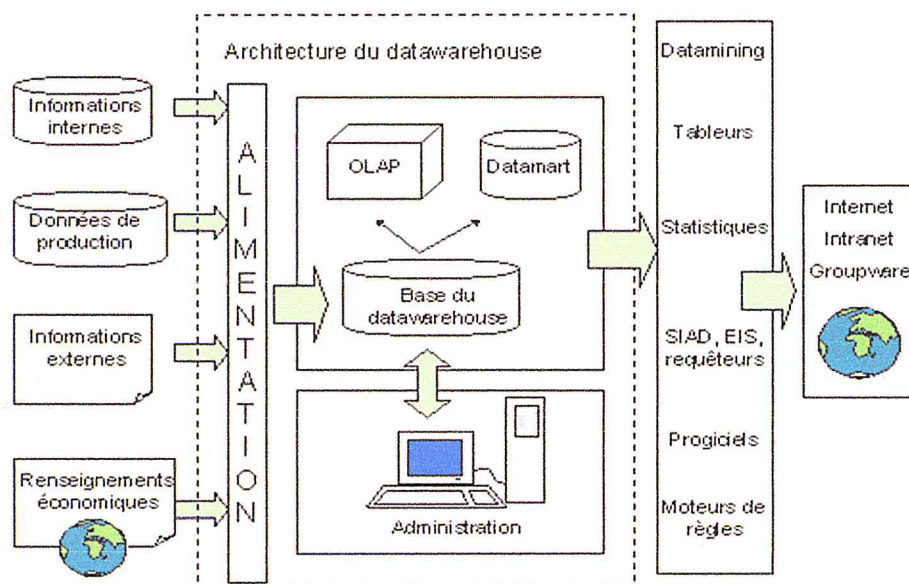 Architecture du datawarehouse
Informations
internes
Données de
production
Informations
externes
Renseignements
économiques
ALIMENTATION
OLAP
Datamart
Base du
datawarehouse
Administration
Datamining
Tableurs
Statistiques
SIAD, EIS,
requêteurs
Progiciels
Moteurs de
règles
Internet
Intranet
Groupware